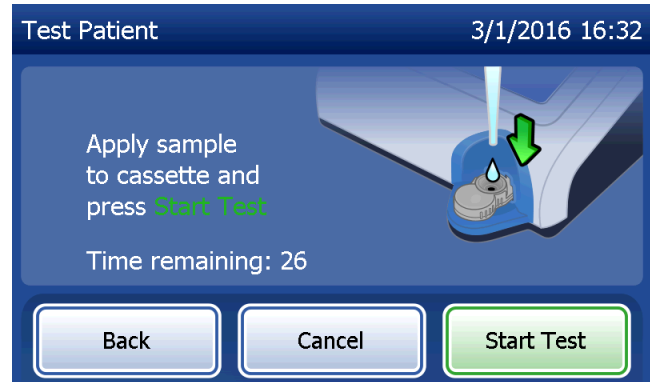 Test Patient 3/1/2016 16:32
Apply sample
to cassette and
press Start Test
Time remaining: 26
Back Cancel Start Test